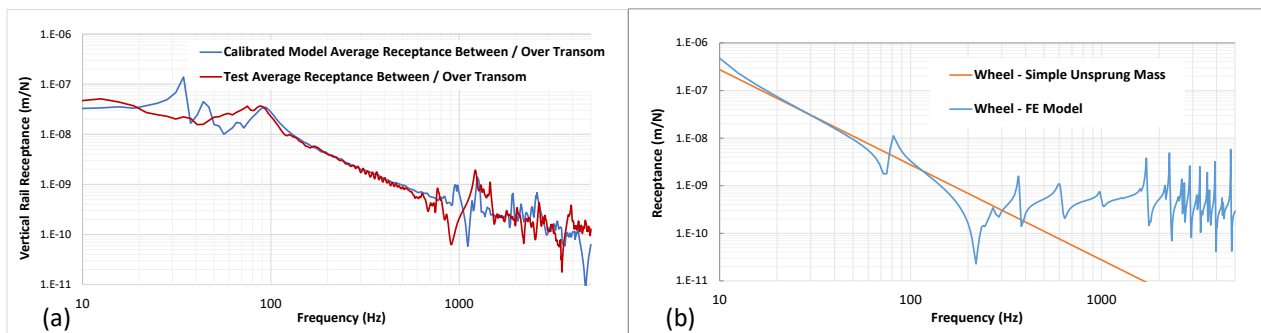 1.E-06
1.E-07
1.E-08
1.E-09
1.E-10
1.E-11
Vertical Rail Receptance (m/N)
Calibrated Model Average Receptance Between / Over Transom
Test Average Receptance Between / Over Transom
10
100
1000
Frequency (Hz)
(a)
1.E-06
1.E-07
1.E-08
1.E-09
1.E-10
1.E-11
Receptance (m/N)
Wheel - Simple Unsprung Mass
Wheel - FE Model
10
100
1000
Frequency (Hz)
(b)